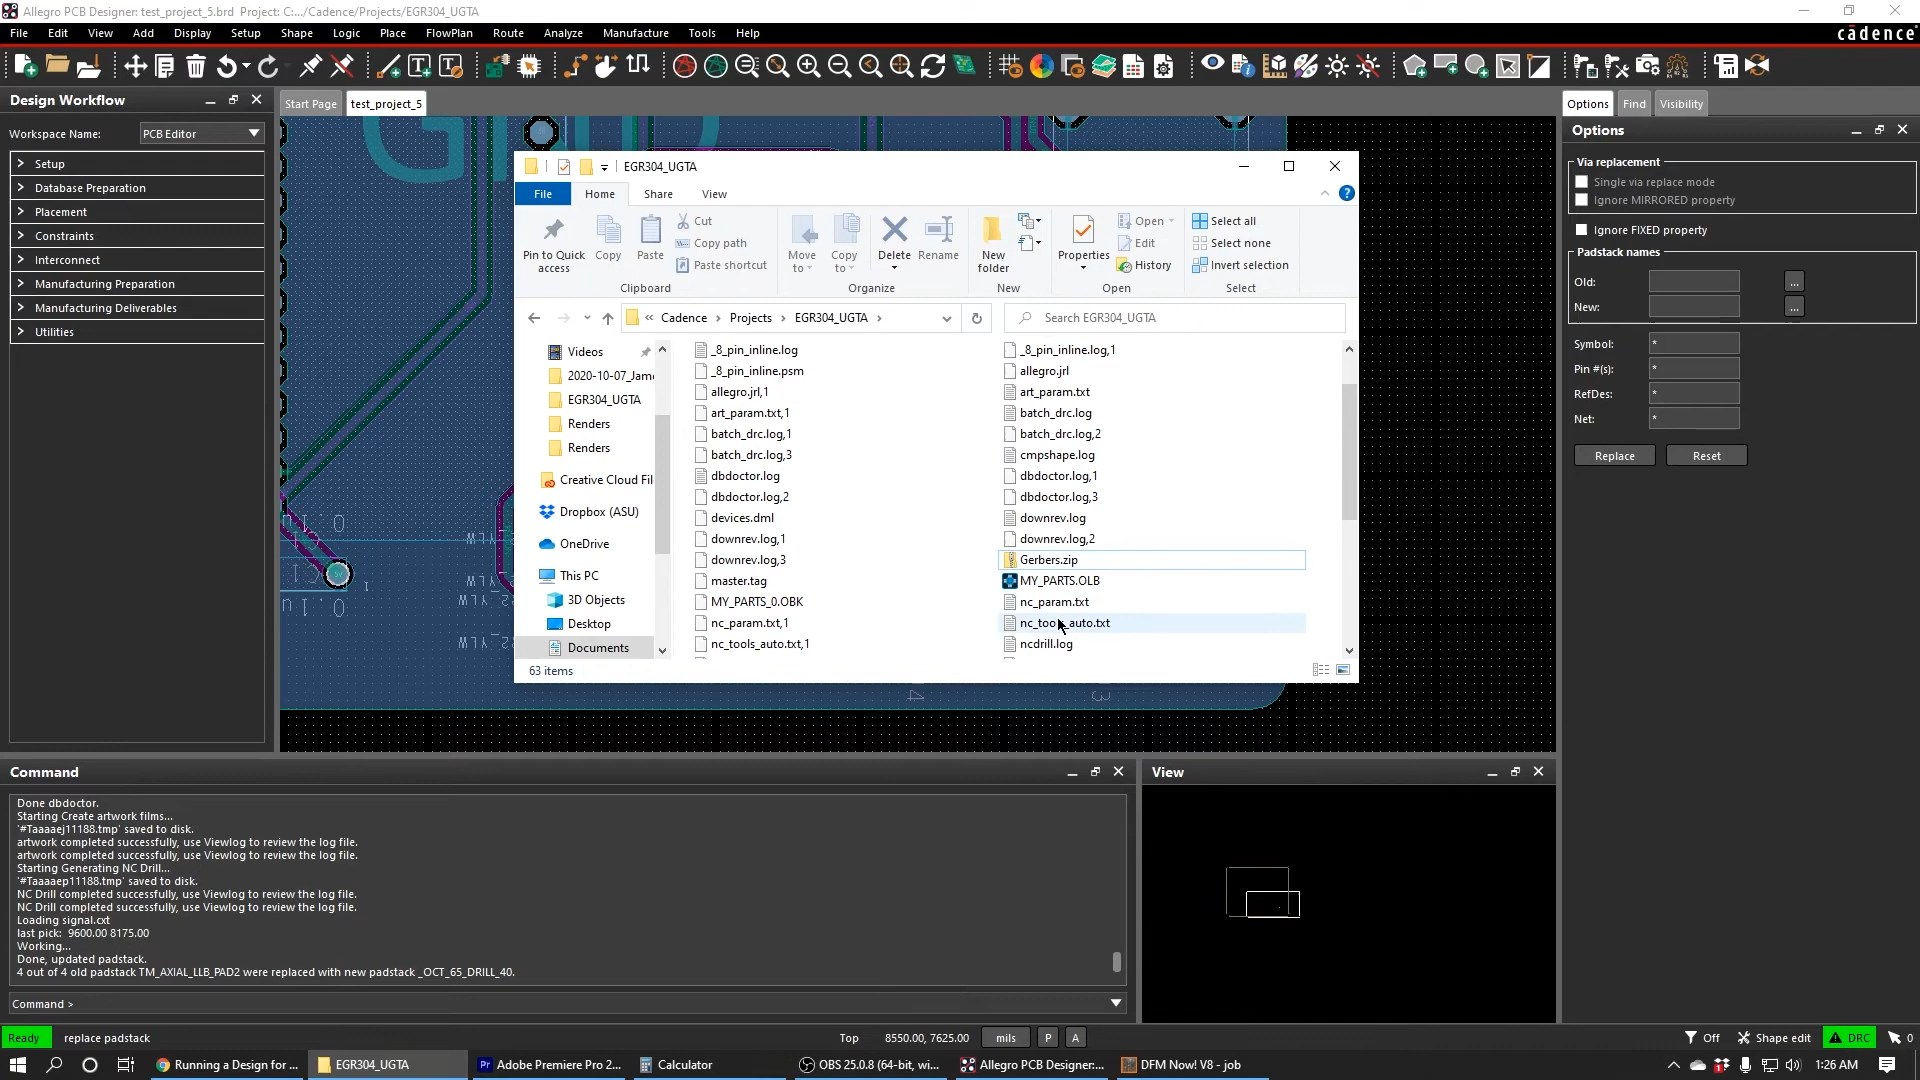 Allegro PCB Designer: test_project_5.brd  Project: C:.../Cadence/Projects/EGR304_UGTA
File Edit View Add Display Setup Shape Logic Place FlowPlan Route Analyze Manufacture Tools Help
cadence
Design Workflow
Start Page
test_project_5
Workspace Name:
PCB Editor
Setup
Database Preparation
Placement
Constraints
Interconnect
Manufacturing Preparation
Manufacturing Deliverables
Utilities
EGR304_UGTA
File Home Share View
Pin to Quick access
Copy
Paste
Cut
Copy path
Paste shortcut
Clipboard
Move to
Copy to
Delete
Rename
Organize
New folder
New
Properties
Open
Edit
History
Open
Select all
Select none
Invert selection
Select
« Cadence > Projects > EGR304_UGTA >
Search EGR304_UGTA
Videos
2020-10-07_Jame
EGR304_UGTA
Renders
Renders
Creative Cloud Fil
Dropbox (ASU)
OneDrive
This PC
3D Objects
Desktop
Documents
_8_pin_inline.log
_8_pin_inline.psm
allegro.jrl,1
art_param.txt,1
batch_drc.log,1
batch_drc.log,3
dbdoctor.log
dbdoctor.log,2
devices.dml
downrev.log,1
downrev.log,3
master.tag
MY_PARTS_0.OBK
nc_param.txt,1
nc_tools_auto.txt,1
_8_pin_inline.log,1
allegro.jrl
art_param.txt
batch_drc.log
batch_drc.log,2
cmpshape.log
dbdoctor.log,1
dbdoctor.log,3
downrev.log
downrev.log,2
Gerbers.zip
MY_PARTS.OLB
nc_param.txt
nc_tools_auto.txt
ncdrill.log
63 items
Options Find Visibility
Options
Via replacement
Single via replace mode
Ignore MIRRORED property
Ignore FIXED property
Padstack names
Old:
...
New:
...
Symbol:
*
Pin #(s):
*
RefDes:
*
Net:
*
Replace
Reset
Command
Done dbdoctor.
Starting Create artwork films...
'#Taaaaej11188.tmp' saved to disk.
artwork completed successfully, use Viewlog to review the log file.
artwork completed successfully, use Viewlog to review the log file.
Starting Generating NC Drill...
'#Taaaaep11188.tmp' saved to disk.
NC Drill completed successfully, use Viewlog to review the log file.
NC Drill completed successfully, use Viewlog to review the log file.
Loading signal.cxt
last pick:  9600.00 8175.00
Working...
Done, updated padstack.
4 out of 4 old padstack TM_AXIAL_LLB_PAD2 were replaced with new padstack _OCT_65_DRILL_40.
Command >
View
Ready
replace padstack
Top
8550.00, 7625.00
mils
P
A
Off
Shape edit
DRC
0
Running a Design for ...
EGR304_UGTA
Adobe Premiere Pro 2...
Calculator
OBS 25.0.8 (64-bit, wi...
Allegro PCB Designer:...
DFM Now! V8 - job
1:26 AM